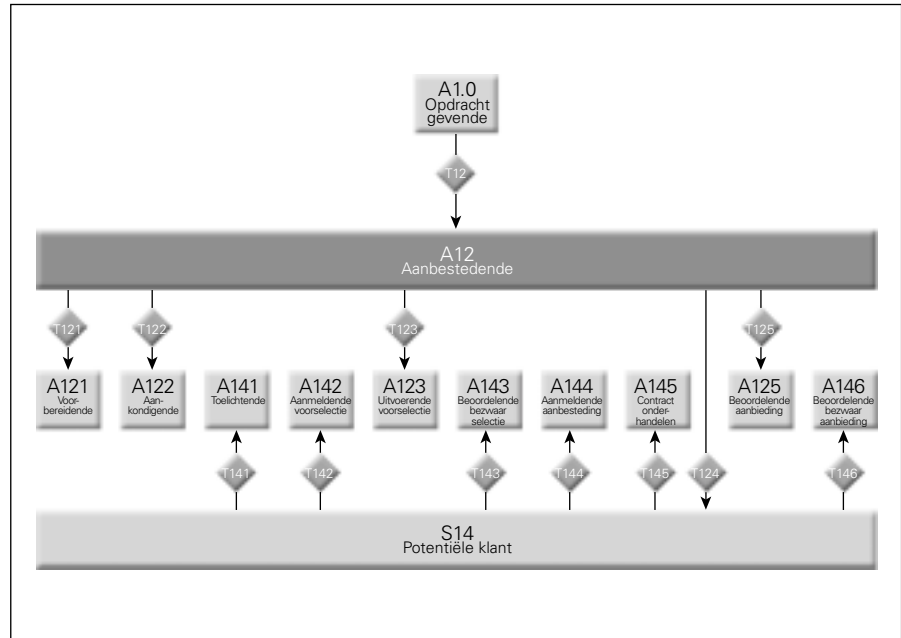 A1.0
Opdracht
gevende
T12
A12
Aanbestedende
T121
T122
T123
T125
A121
Voor-
bereidende
A122
Aan-
kondigende
A141
Toelichtende
A142
Aanmeldende
voorselectie
A123
Uitvoerende
voorselectie
A143
Beoordelende
bezwaar
selectie
A144
Aanmeldende
aanbesteding
A145
Contract
onder-
handelen
A125
Beoordelende
aanbieding
A146
Beoordelende
bezwaar
aanbieding
T141
T142
T143
T144
T145
T124
T146
S14
Potentiële klant